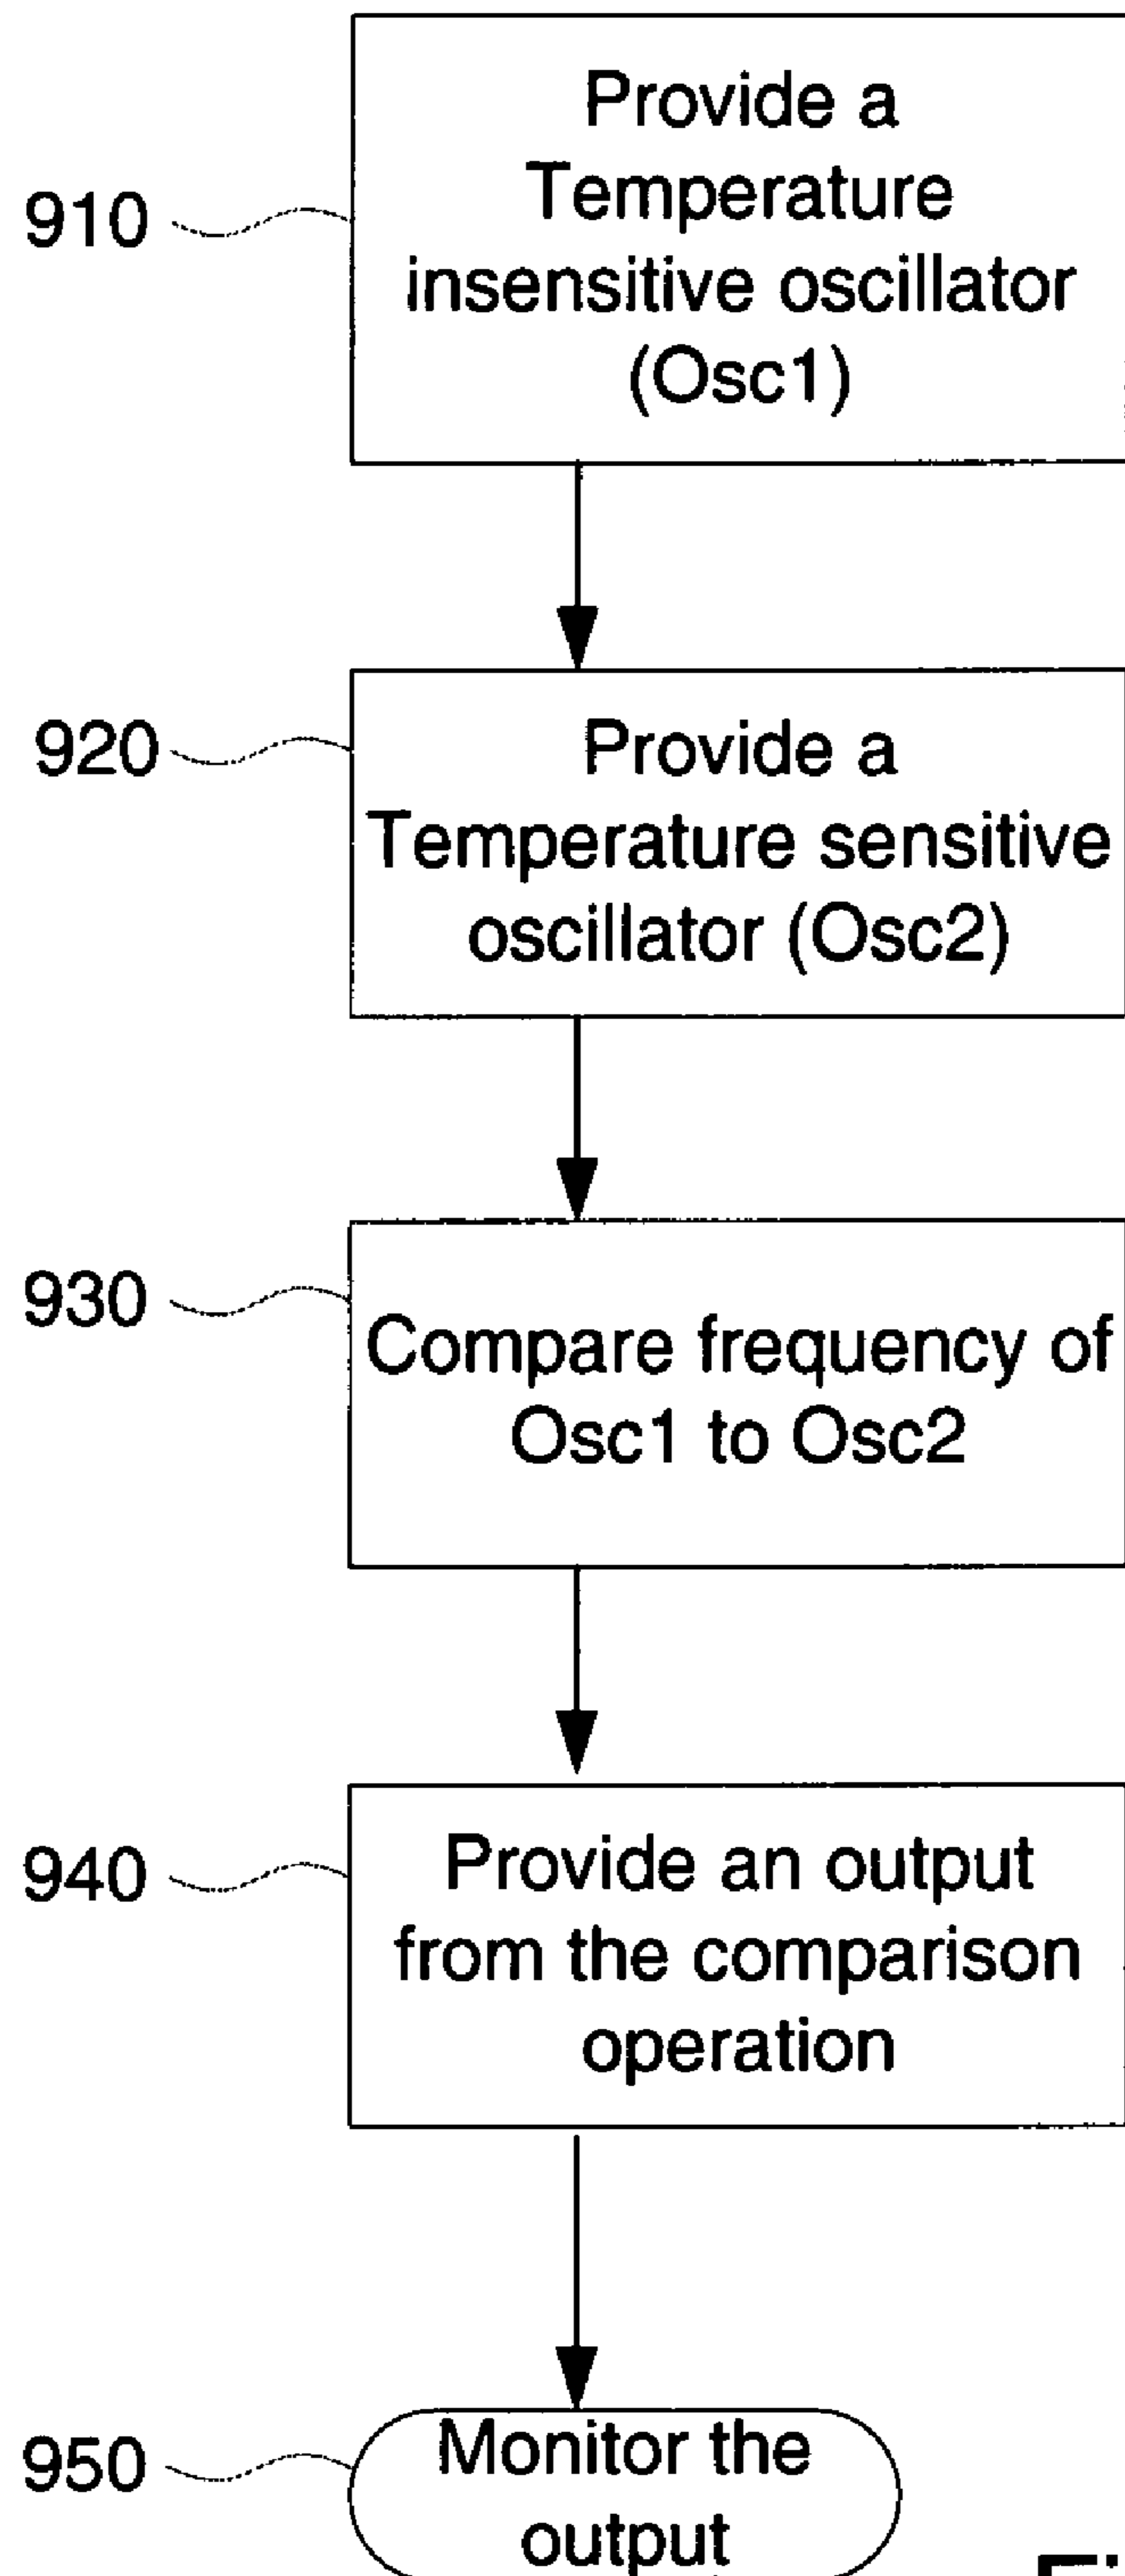 910
Provide a
Temperature
insensitive oscillator
(Osc1)
920
Provide a
Temperature sensitive
oscillator (Osc2)
930
Compare frequency of
Osc1 to Osc2
940
Provide an output
from the comparison
operation
950
Monitor the
output